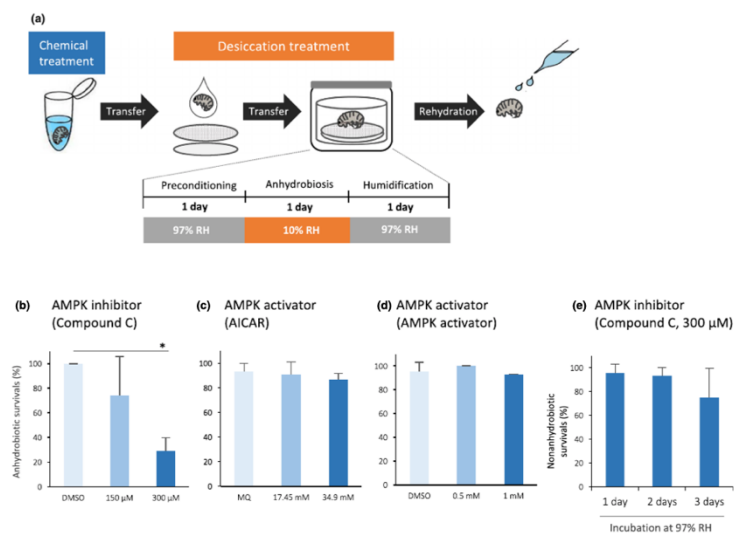 (a)
Chemical
treatment
Desiccation treatment
Transfer
Transfer
Rehydration
Preconditioning Anhydrobiosis Humidification
1 day 1 day 1 day
97% RH 10% RH 97% RH
(b) AMPK inhibitor
(Compound C)
Anhydrobiotic survivals (%)
100
80
60
40
20
0
*
DMSO 150 µM 300 µM
(c) AMPK activator
(AICAR)
100
80
60
40
20
0
MQ 17.45 mM 34.9 mM
(d) AMPK activator
(AMPK activator)
100
80
60
40
20
0
DMSO 0.5 mM 1 mM
(e) AMPK inhibitor
(Compound C, 300 µM)
Nonanhydrobiotic
survivals (%)
100
80
60
40
20
0
1 day 2 days 3 days
Incubation at 97% RH